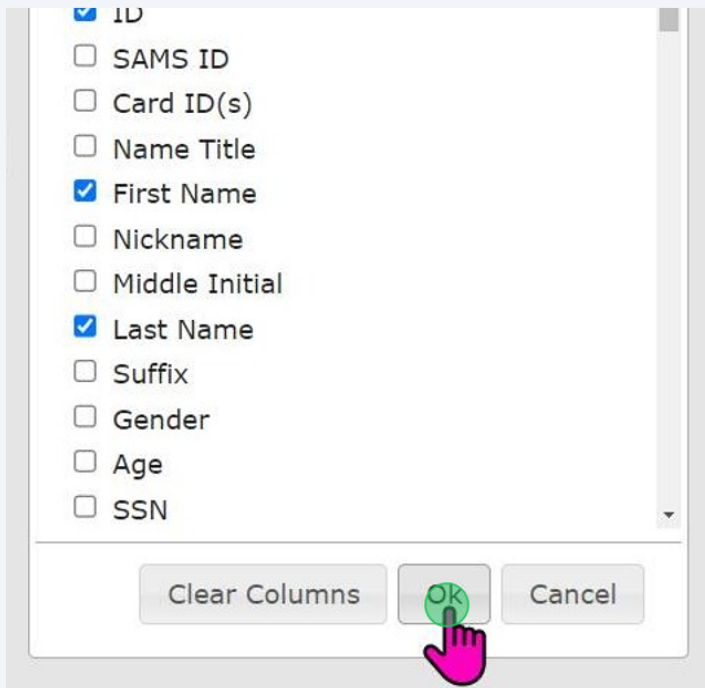 ID
SAMS ID
Card ID(s)
Name Title
First Name
Nickname
Middle Initial
Last Name
Suffix
Gender
Age
SSN
Clear Columns Ok Cancel